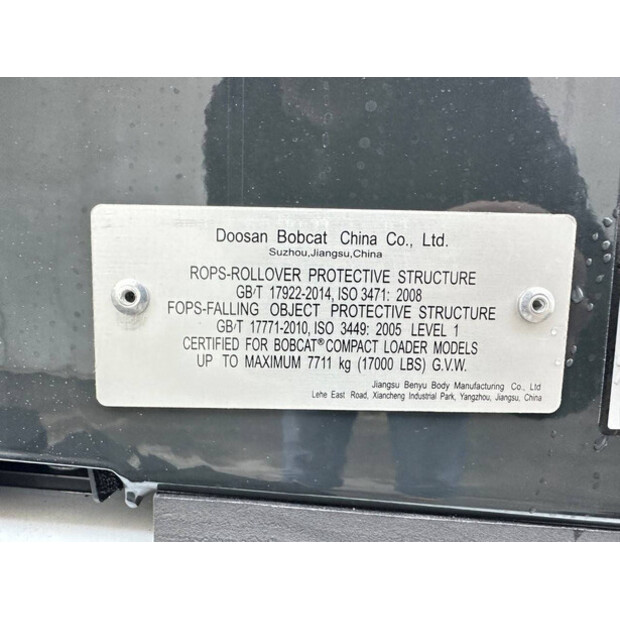 Doosan Bobcat China Co., Ltd.
Suzhou,Jiangsu,China
ROPS-ROLLOVER PROTECTIVE STRUCTURE
GB/T 17922-2014, ISO 3471: 2008
FOPS-FALLING OBJECT PROTECTIVE STRUCTURE
GB/T 17771-2010, ISO 3449: 2005 LEVEL 1
CERTIFIED FOR BOBCAT® COMPACT LOADER MODELS
UP TO MAXIMUM 7711 kg (17000 LBS) G.V.W.
Jiangsu Benyu Body Manufacturing Co., Ltd
Lehe East Road, Xiancheng Industrial Park, Yangzhou, Jiangsu, China